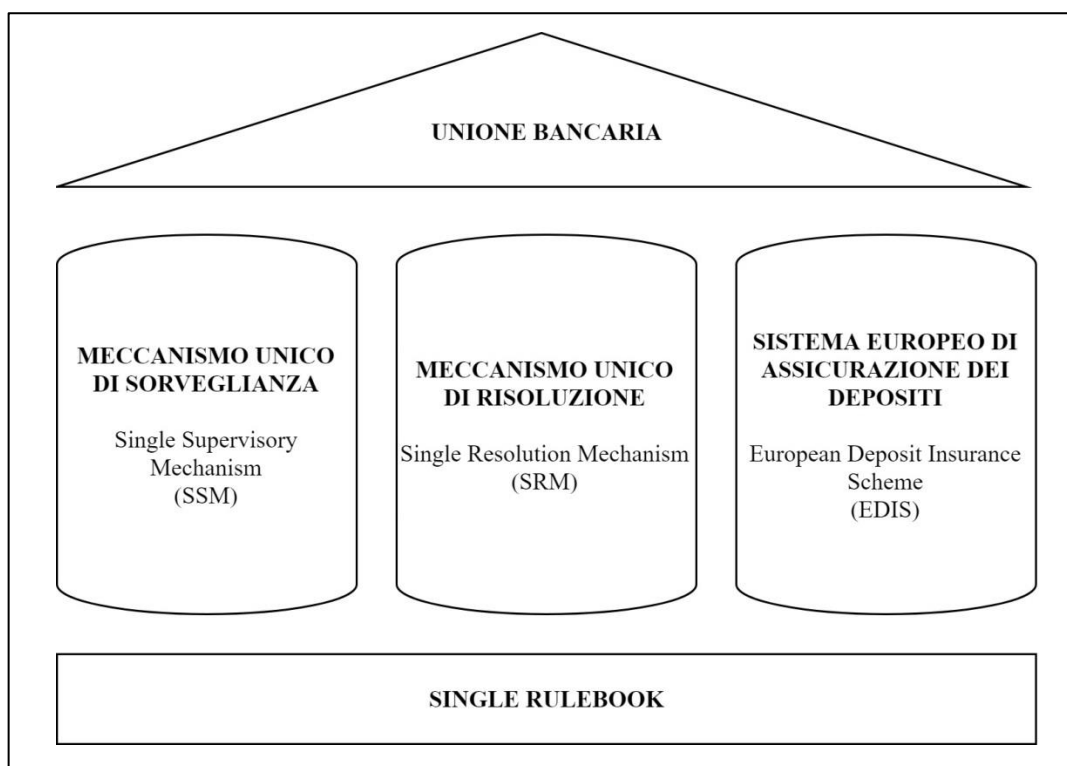 UNIONE BANCARIA
MECCANISMO UNICO
DI SORVEGLIANZA
Single Supervisory
Mechanism
(SSM)
MECCANISMO UNICO
DI RISOLUZIONE
Single Resolution Mechanism
(SRM)
SISTEMA EUROPEO DI
ASSICURAZIONE DEI
DEPOSITI
European Deposit Insurance
Scheme
(EDIS)
SINGLE RULEBOOK